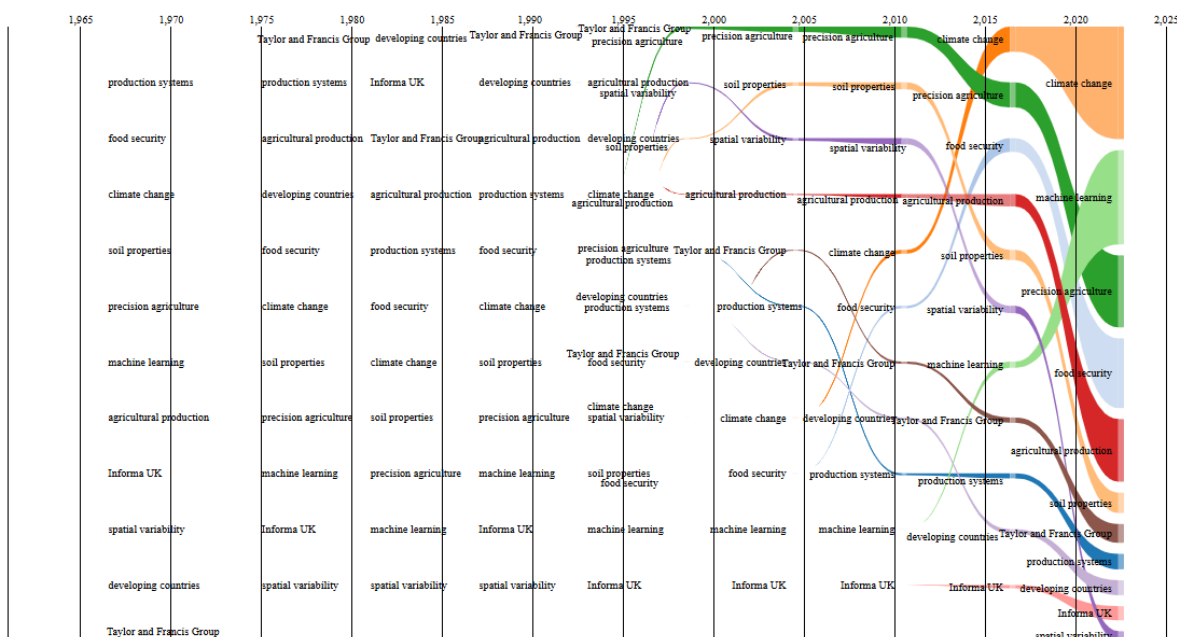 1,965 1,970 1,975 1,980 1,985 1,990 1,995 2,000 2,005 2,010 2,015 2,020 2,025
Taylor and Francis Group developing countries Taylor and Francis Group Taylor and Francis Group precision agriculture precision agriculture climate change
precision agriculture
production systems production systems Informa UK developing countries agricultural production soil properties soil properties climate change
spatial variability precision agriculture
food security agricultural production Taylor and Francis Group agricultural production developing countries spatial variability food security
soil properties spatial variability
climate change developing countries agricultural production production systems climate change agricultural production machine learning
agricultural production agricultural production agricultural production
soil properties food security production systems food security precision agriculture Taylor and Francis Group climate change soil properties
production systems
precision agriculture
developing countries
precision agriculture climate change food security climate change production systems production systems food security spatial variability
Taylor and Francis Group
machine learning soil properties climate change soil properties food security developing countries Taylor and Francis Group machine learning
food security
climate change
agricultural production precision agriculture soil properties precision agriculture spatial variability climate change developing countries Taylor and Francis Group
agricultural production
Informa UK machine learning precision agriculture machine learning soil properties food security production systems
food security production systems
soil properties
spatial variability Informa UK machine learning Informa UK machine learning machine learning machine learning Taylor and Francis Group
developing countries
production systems
developing countries spatial variability spatial variability spatial variability Informa UK Informa UK Informa UK Informa UK developing countries
Informa UK
Taylor and Francis Group spatial variability